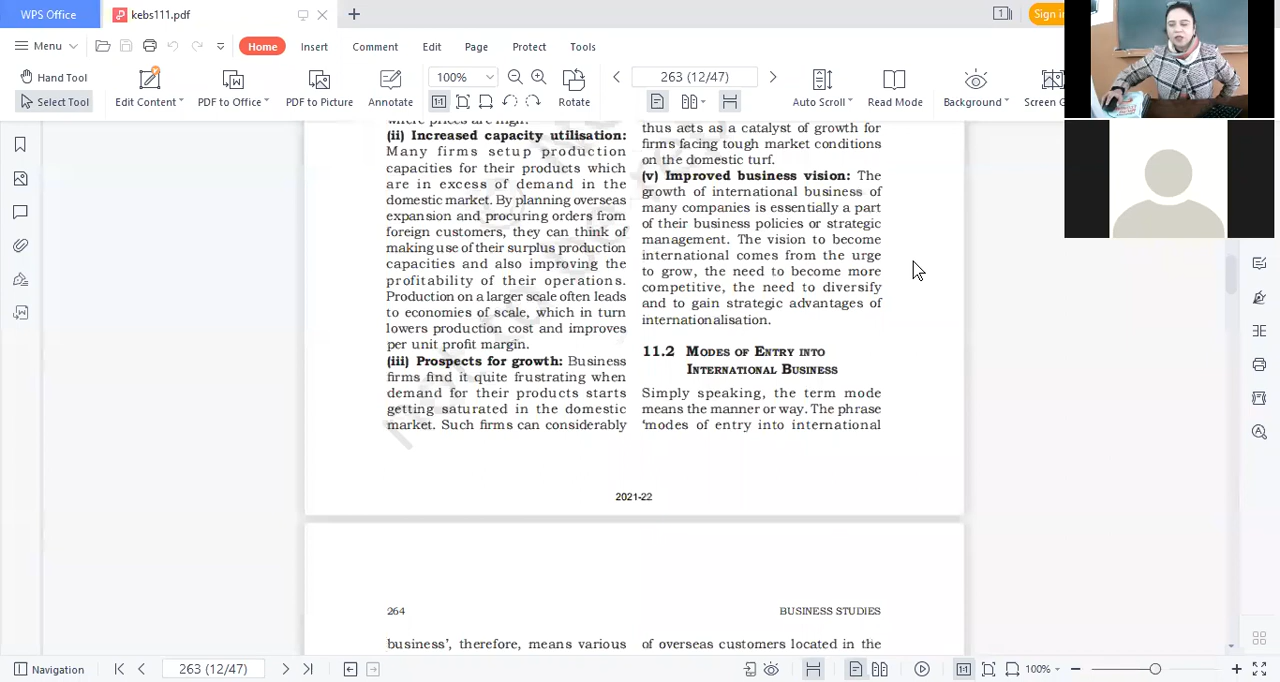 WPS Office
kebs111.pdf
Sign in
Menu
Home
Insert
Comment
Edit
Page
Protect
Tools
Hand Tool
Select Tool
Edit Content
PDF to Office
PDF to Picture
Annotate
100%
Rotate
263 (12/47)
Auto Scroll
Read Mode
Background
Screen G
where prices are high.
(ii) Increased capacity utilisation:
Many firms setup production
capacities for their products which
are in excess of demand in the
domestic market. By planning overseas
expansion and procuring orders from
foreign customers, they can think of
making use of their surplus production
capacities and also improving the
profitability of their operations.
Production on a larger scale often leads
to economies of scale, which in turn
lowers production cost and improves
per unit profit margin.
(iii) Prospects for growth: Business
firms find it quite frustrating when
demand for their products starts
getting saturated in the domestic
market. Such firms can considerably
thus acts as a catalyst of growth for
firms facing tough market conditions
on the domestic turf.
(v) Improved business vision: The
growth of international business of
many companies is essentially a part
of their business policies or strategic
management. The vision to become
international comes from the urge
to grow, the need to become more
competitive, the need to diversify
and to gain strategic advantages of
internationalisation.
11.2 Modes of Entry into
International Business
Simply speaking, the term mode
means the manner or way. The phrase
‘modes of entry into international
2021-22
264
BUSINESS STUDIES
business’, therefore, means various
of overseas customers located in the
Navigation
263 (12/47)
100%